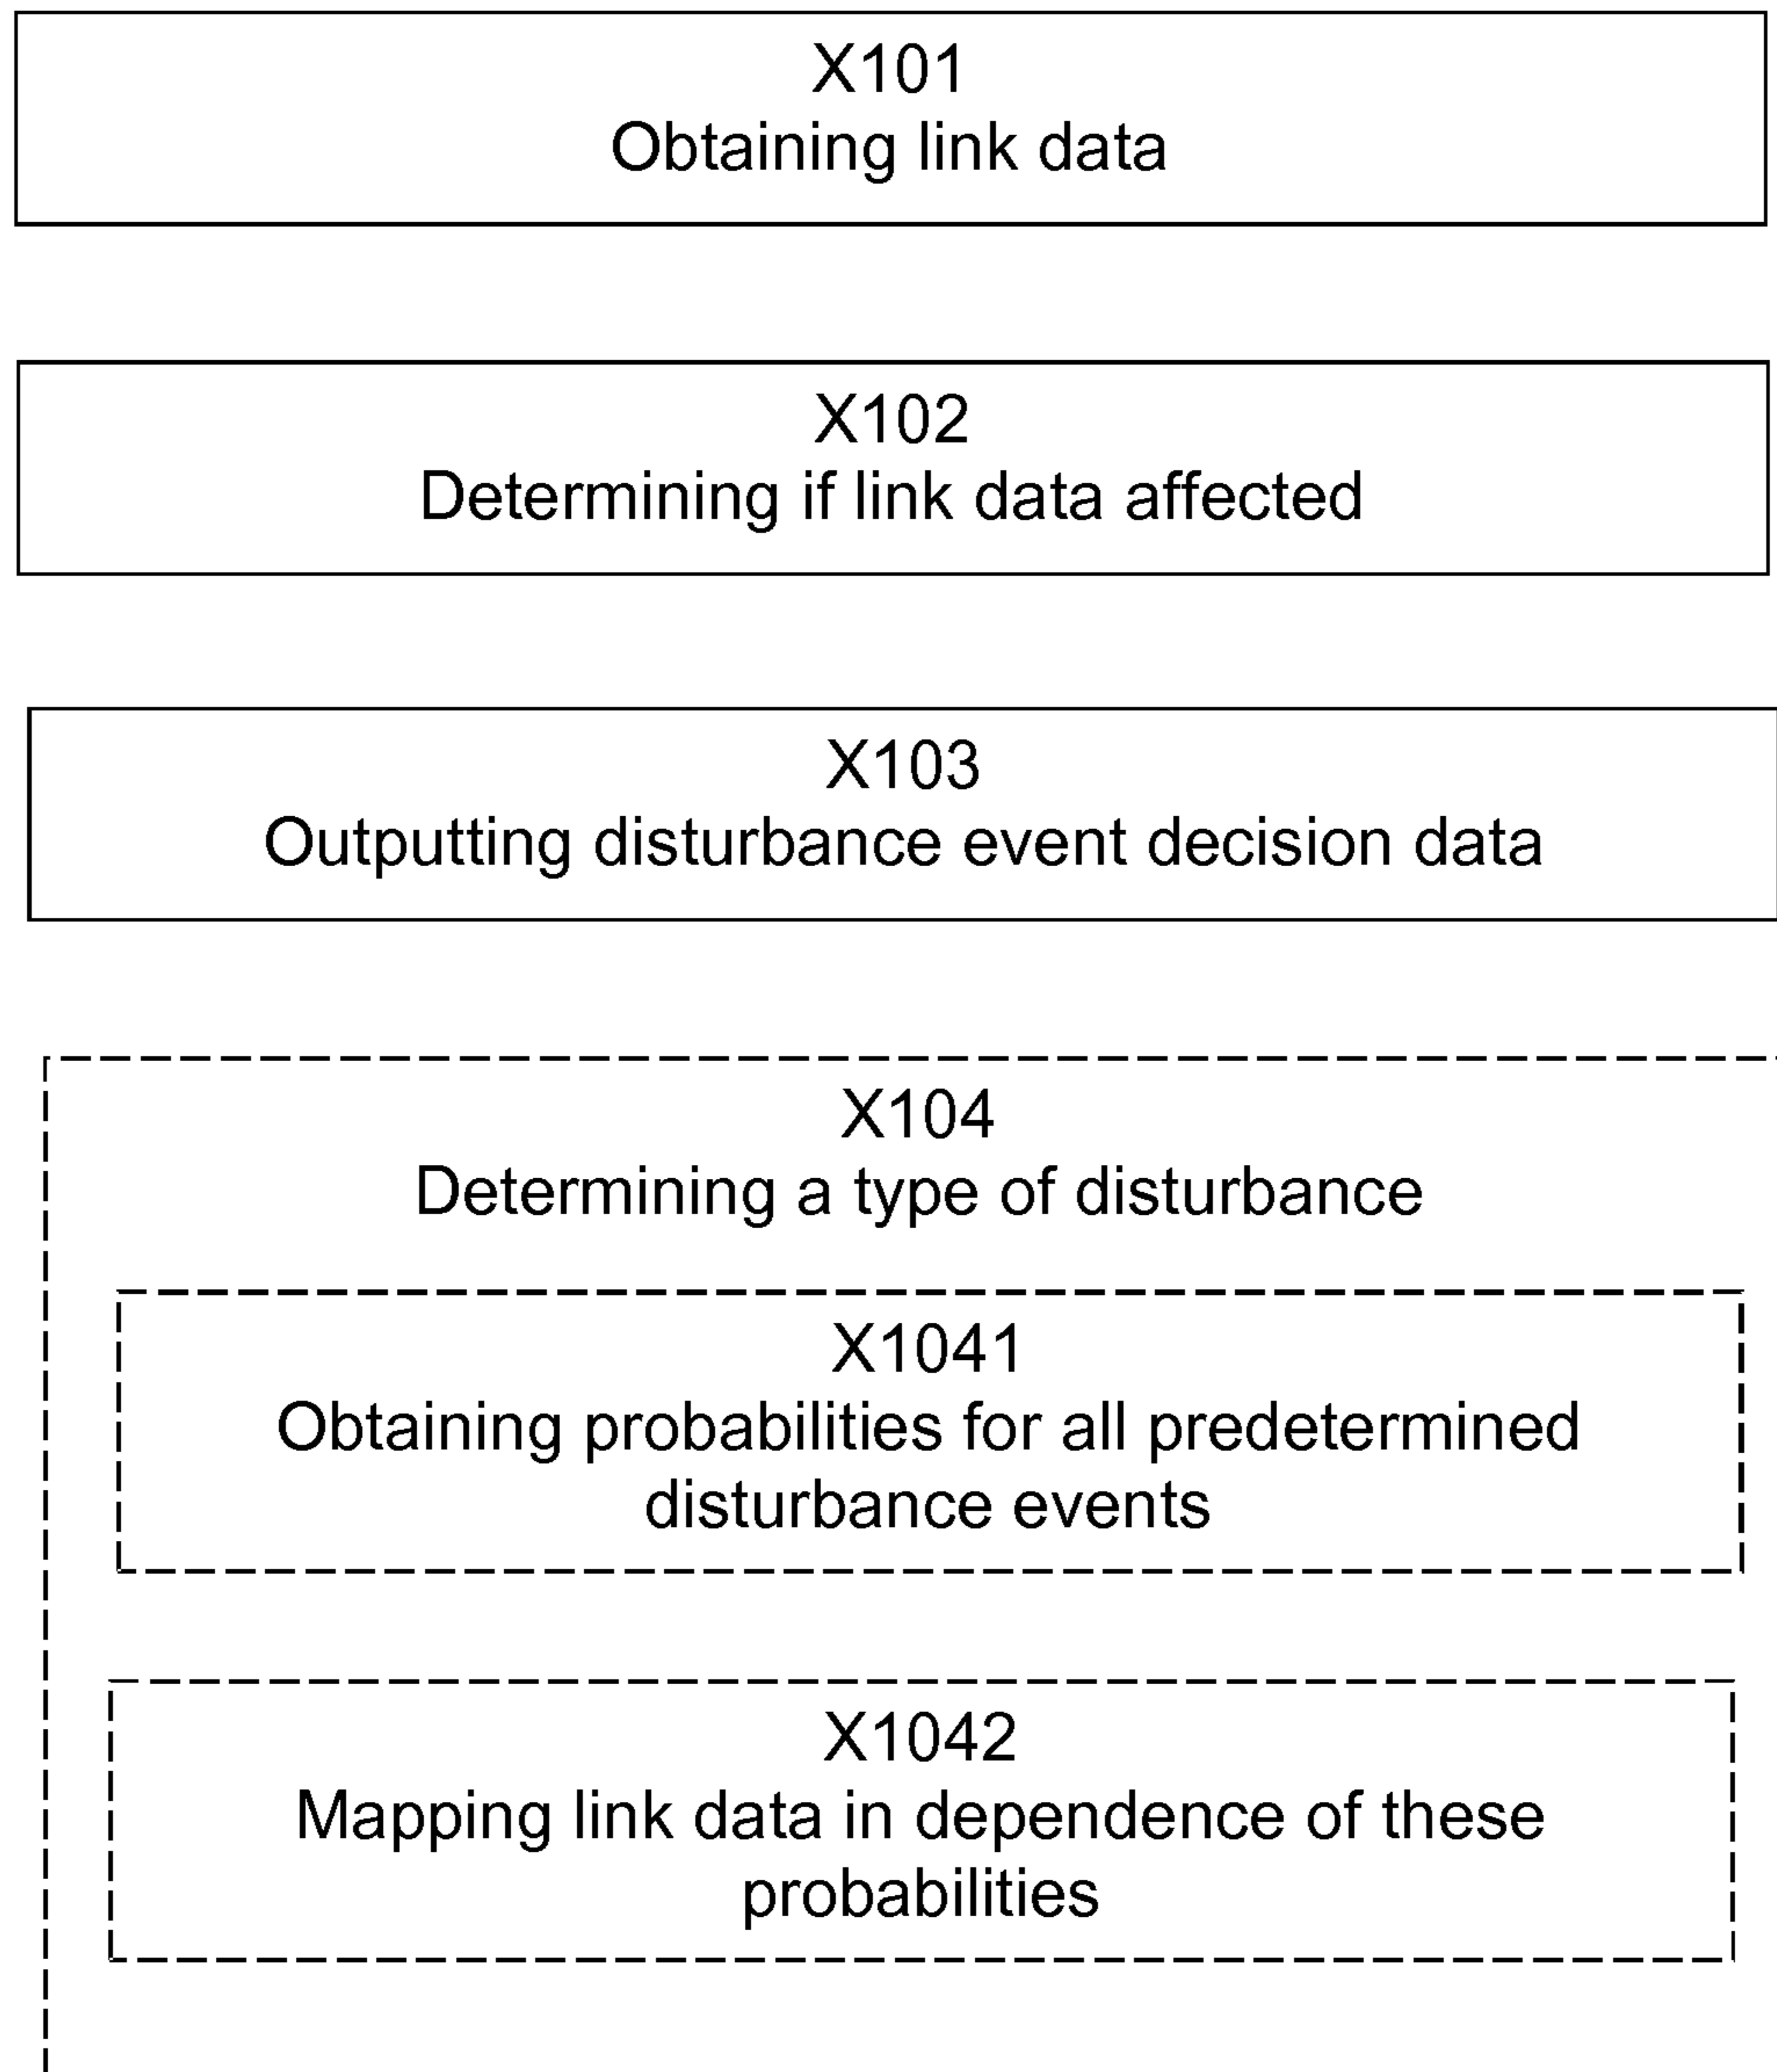 X101
Obtaining link data
X102
Determining if link data affected
X103
Outputting disturbance event decision data
X104
Determining a type of disturbance
X1041
Obtaining probabilities for all predetermined
disturbance events
X1042
Mapping link data in dependence of these
probabilities